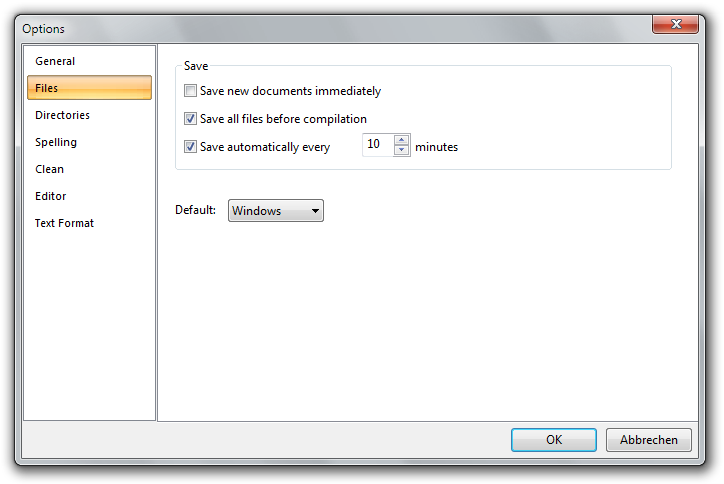 Options
General
Files
Directories
Spelling
Clean
Editor
Text Format
Save
Save new documents immediately
Save all files before compilation
Save automatically every 10 minutes
Default: Windows
OK Abbrechen